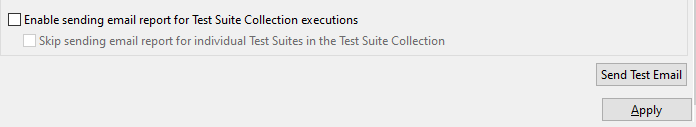 Enable sending email report for Test Suite Collection executions
Skip sending email report for individual Test Suites in the Test Suite Collection
Send Test Email
Apply